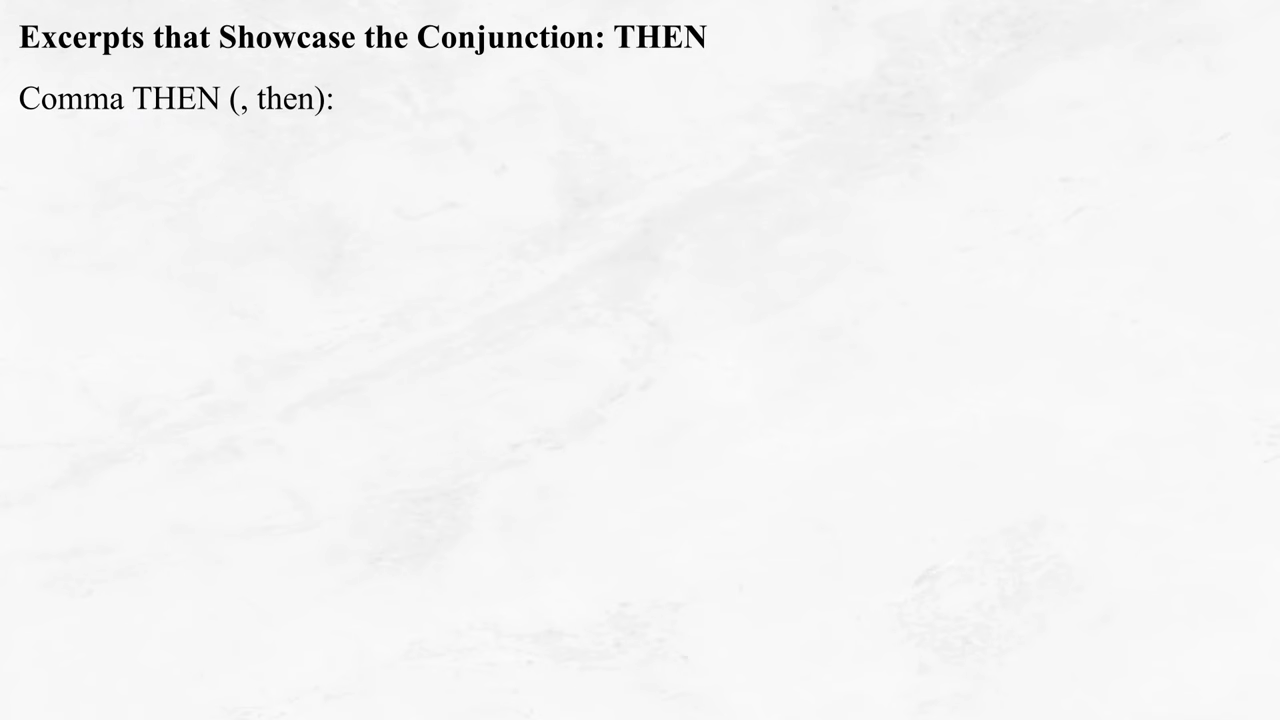 Excerpts that Showcase the Conjunction: THEN
Comma THEN (, then):